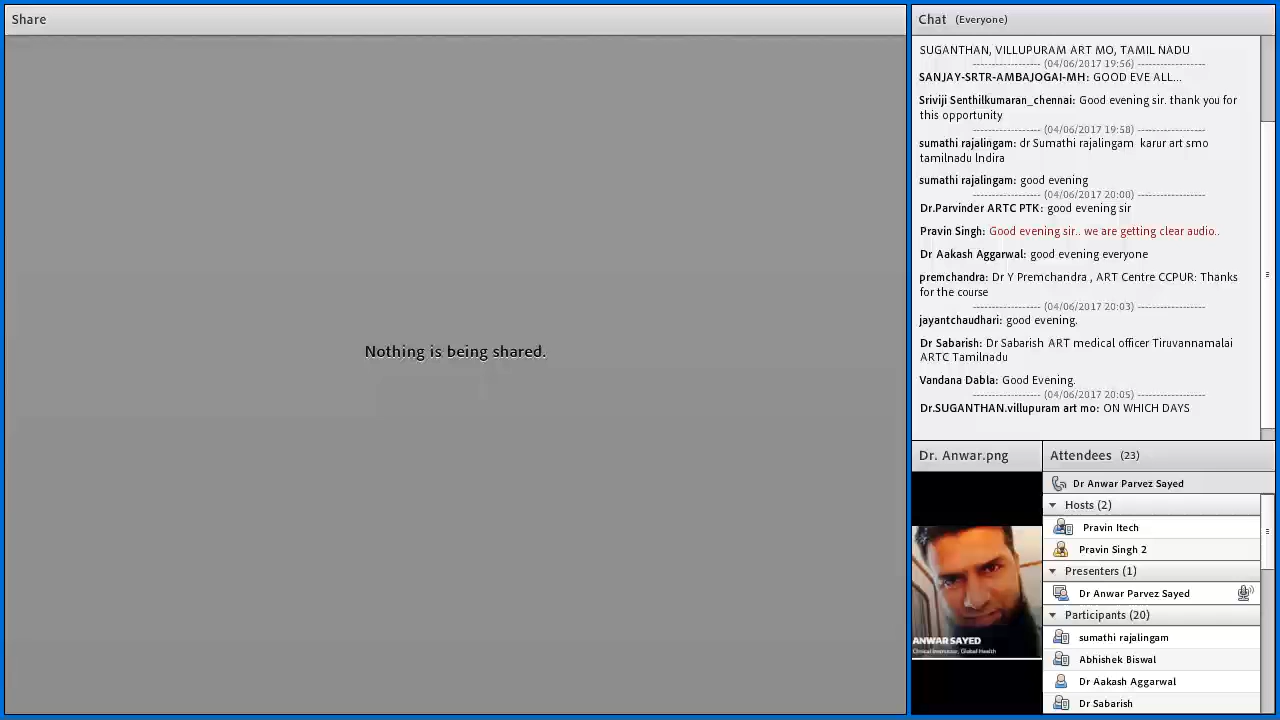 Share
Nothing is being shared.
Chat (Everyone)
SUGANTHAN, VILLUPURAM ART MO, TAMIL NADU
------------------ (04/06/2017 19:56) ------------------
SANJAY-SRTR-AMBAJOGAI-MH: GOOD EVE ALL...
Sriviji Senthilkumaran_chennai: Good evening sir. thank you for
this opportunity
------------------ (04/06/2017 19:58) ------------------
sumathi rajalingam: dr Sumathi rajalingam karur art smo
tamilnadu lndira
sumathi rajalingam: good evening
------------------ (04/06/2017 20:00) ------------------
Dr.Parvinder ARTC PTK: good evening sir
Pravin Singh: Good evening sir.. we are getting clear audio..
Dr Aakash Aggarwal: good evening everyone
premchandra: Dr Y Premchandra , ART Centre CCPUR: Thanks
for the course
------------------ (04/06/2017 20:03) ------------------
jayantchaudhari: good evening.
Dr Sabarish: Dr Sabarish ART medical officer Tiruvannamalai
ARTC Tamilnadu
Vandana Dabla: Good Evening.
------------------ (04/06/2017 20:05) ------------------
Dr.SUGANTHAN.villupuram art mo: ON WHICH DAYS
Dr. Anwar.png
ANWAR SAYED
Clinical Instructor, Global Health
Attendees (23)
Dr Anwar Parvez Sayed
Hosts (2)
Pravin Itech
Pravin Singh 2
Presenters (1)
Dr Anwar Parvez Sayed
Participants (20)
sumathi rajalingam
Abhishek Biswal
Dr Aakash Aggarwal
Dr Sabarish